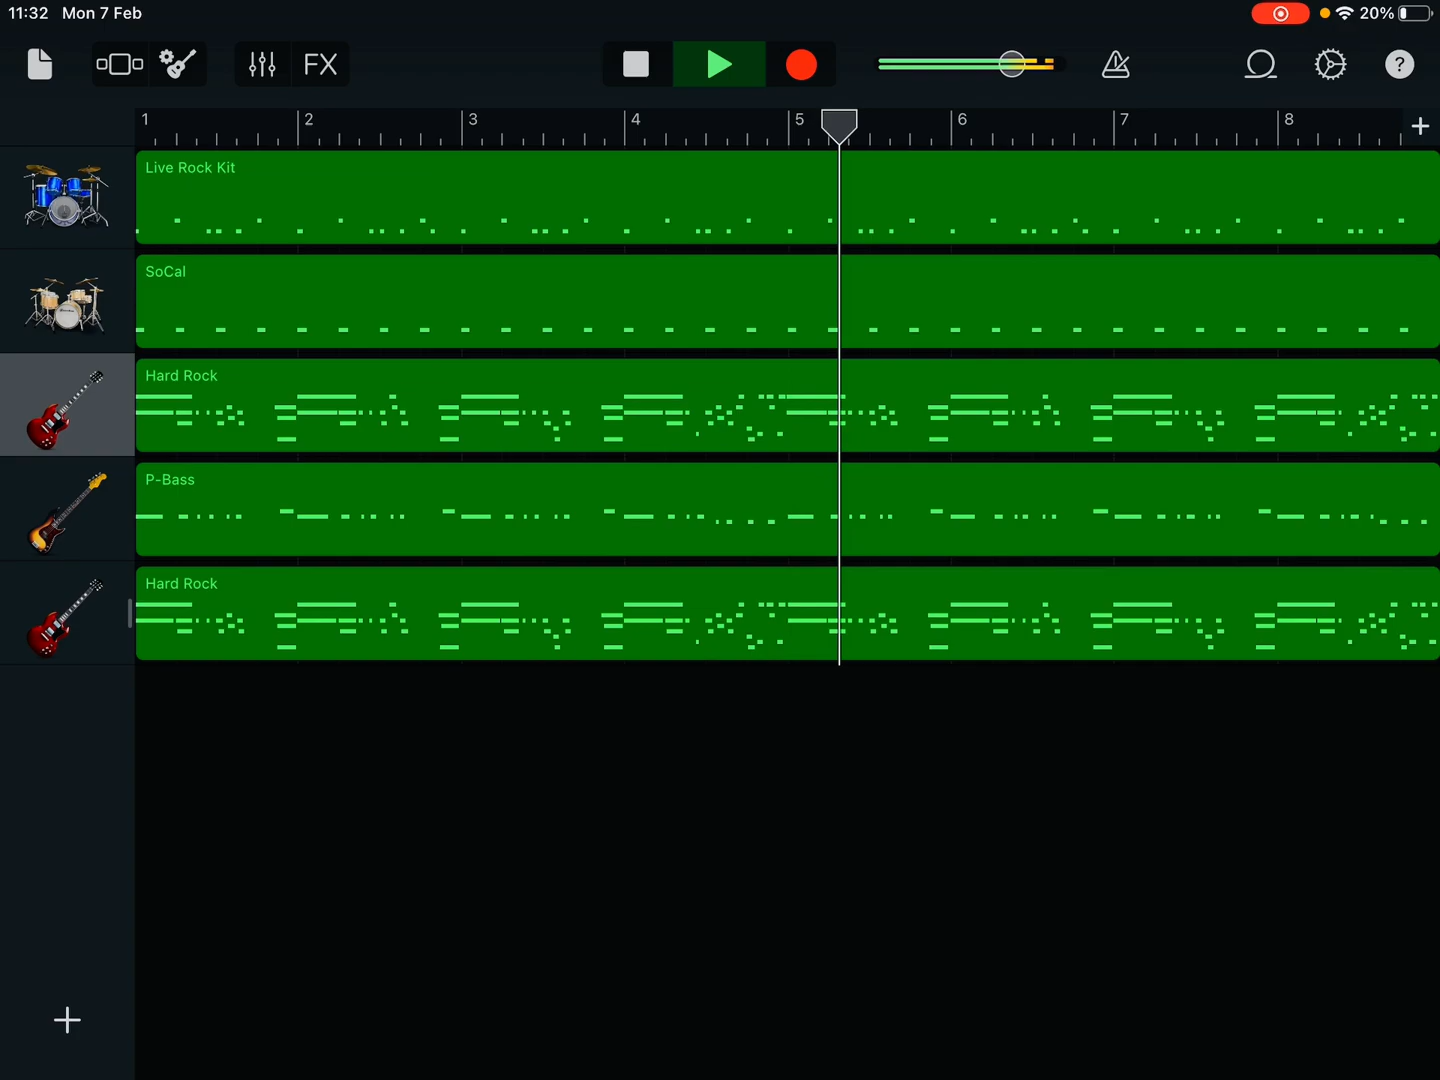 11:32 Mon 7 Feb 20%
FX ?
1 2 3 4 5 6 7 8 +
Live Rock Kit
SoCal
Hard Rock
P-Bass
Hard Rock
+